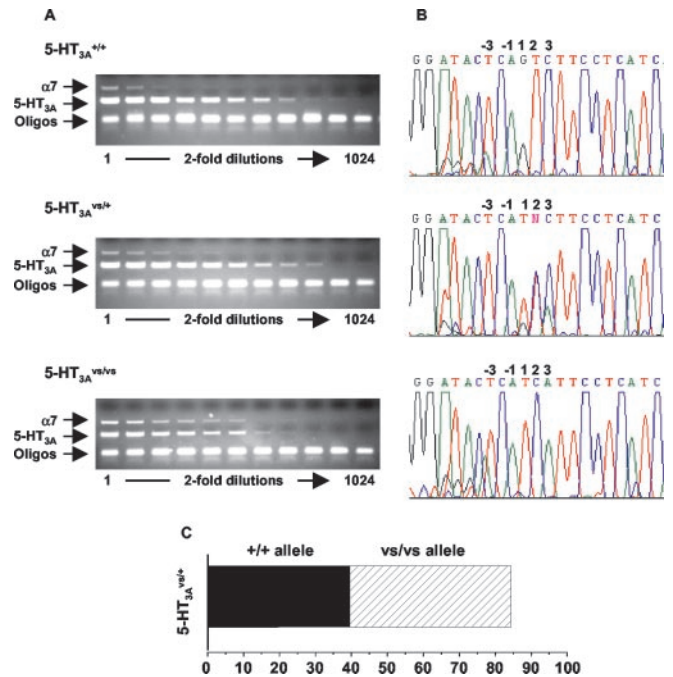 A
5-HT3A+/+
α7
5-HT3A
Oligos
1 2-fold dilutions 1024
5-HT3Avs/+
α7
5-HT3A
Oligos
1 2-fold dilutions 1024
5-HT3Avs/vs
α7
5-HT3A
Oligos
1 2-fold dilutions 1024
B
-3 -1 1 2 3
G G A T A C T C A G T C T T C C T C A T C
-3 -1 1 2 3
G G A T A C T C A T N C T T C C T C A T C
-3 -1 1 2 3
G G A T A C T C A T C A T T C C T C A T C
C
+/+ allele vs/vs allele
5-HT3Avs/+
0 10 20 30 40 50 60 70 80 90 100